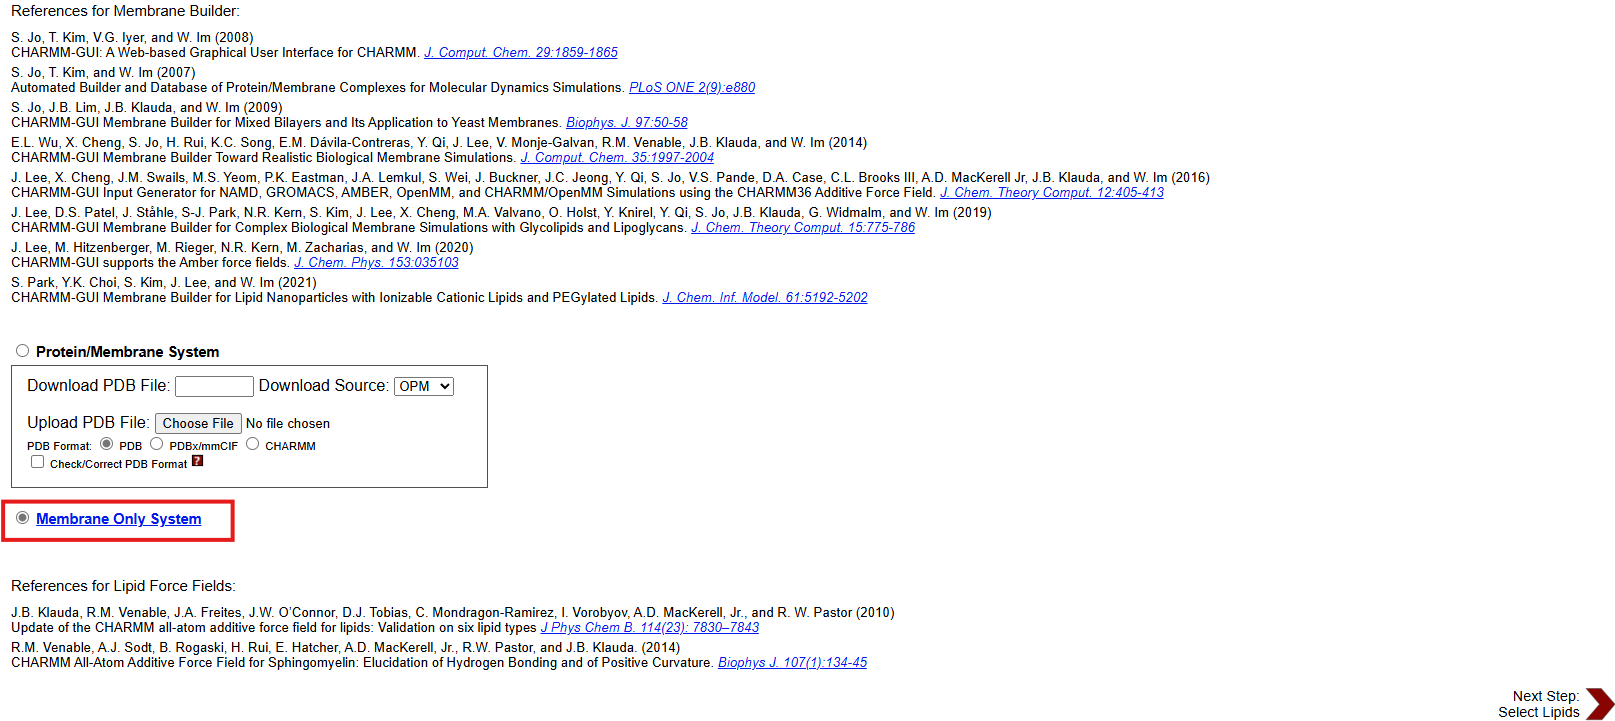 References for Membrane Builder:
S. Jo, T. Kim, V.G. Iyer, and W. Im (2008)
CHARMM-GUI: A Web-based Graphical User Interface for CHARMM. J. Comput. Chem. 29:1859-1865
S. Jo, T. Kim, and W. Im (2007)
Automated Builder and Database of Protein/Membrane Complexes for Molecular Dynamics Simulations. PLoS ONE 2(9):e880
S. Jo, J.B. Lim, J.B. Klauda, and W. Im (2009)
CHARMM-GUI Membrane Builder for Mixed Bilayers and Its Application to Yeast Membranes. Biophys. J. 97:50-58
E.L. Wu, X. Cheng, S. Jo, H. Rui, K.C. Song, E.M. Dávila-Contreras, Y. Qi, J. Lee, V. Monje-Galvan, R.M. Venable, J.B. Klauda, and W. Im (2014)
CHARMM-GUI Membrane Builder Toward Realistic Biological Membrane Simulations. J. Comput. Chem. 35:1997-2004
J. Lee, X. Cheng, J.M. Swails, M.S. Yeom, P.K. Eastman, J.A. Lemkul, S. Wei, J. Buckner, J.C. Jeong, Y. Qi, S. Jo, V.S. Pande, D.A. Case, C.L. Brooks III, A.D. MacKerell Jr, J.B. Klauda, and W. Im (2016)
CHARMM-GUI Input Generator for NAMD, GROMACS, AMBER, OpenMM, and CHARMM/OpenMM Simulations using the CHARMM36 Additive Force Field. J. Chem. Theory Comput. 12:405-413
J. Lee, D.S. Patel, J. Ståhle, S-J. Park, N.R. Kern, S. Kim, J. Lee, X. Cheng, M.A. Valvano, O. Holst, Y. Knirel, Y. Qi, S. Jo, J.B. Klauda, G. Widmalm, and W. Im (2019)
CHARMM-GUI Membrane Builder for Complex Biological Membrane Simulations with Glycolipids and Lipoglycans. J. Chem. Theory Comput. 15:775-786
J. Lee, M. Hitzenberger, M. Rieger, N.R. Kern, M. Zacharias, and W. Im (2020)
CHARMM-GUI supports the Amber force fields. J. Chem. Phys. 153:035103
S. Park, Y.K. Choi, S. Kim, J. Lee, and W. Im (2021)
CHARMM-GUI Membrane Builder for Lipid Nanoparticles with Ionizable Cationic Lipids and PEGylated Lipids. J. Chem. Inf. Model. 61:5192-5202
Protein/Membrane System
Download PDB File: Download Source: OPM
Upload PDB File: Choose File No file chosen
PDB Format: PDB PDBx/mmCIF CHARMM
Check/Correct PDB Format ?
Membrane Only System
References for Lipid Force Fields:
J.B. Klauda, R.M. Venable, J.A. Freites, J.W. O’Connor, D.J. Tobias, C. Mondragon-Ramirez, I. Vorobyov, A.D. MacKerell, Jr., and R. W. Pastor (2010)
Update of the CHARMM all-atom additive force field for lipids: Validation on six lipid types J Phys Chem B. 114(23): 7830–7843
R.M. Venable, A.J. Sodt, B. Rogaski, H. Rui, E. Hatcher, A.D. MacKerell, Jr., R.W. Pastor, and J.B. Klauda. (2014)
CHARMM All-Atom Additive Force Field for Sphingomyelin: Elucidation of Hydrogen Bonding and of Positive Curvature. Biophys J. 107(1):134-45
Next Step:
Select Lipids